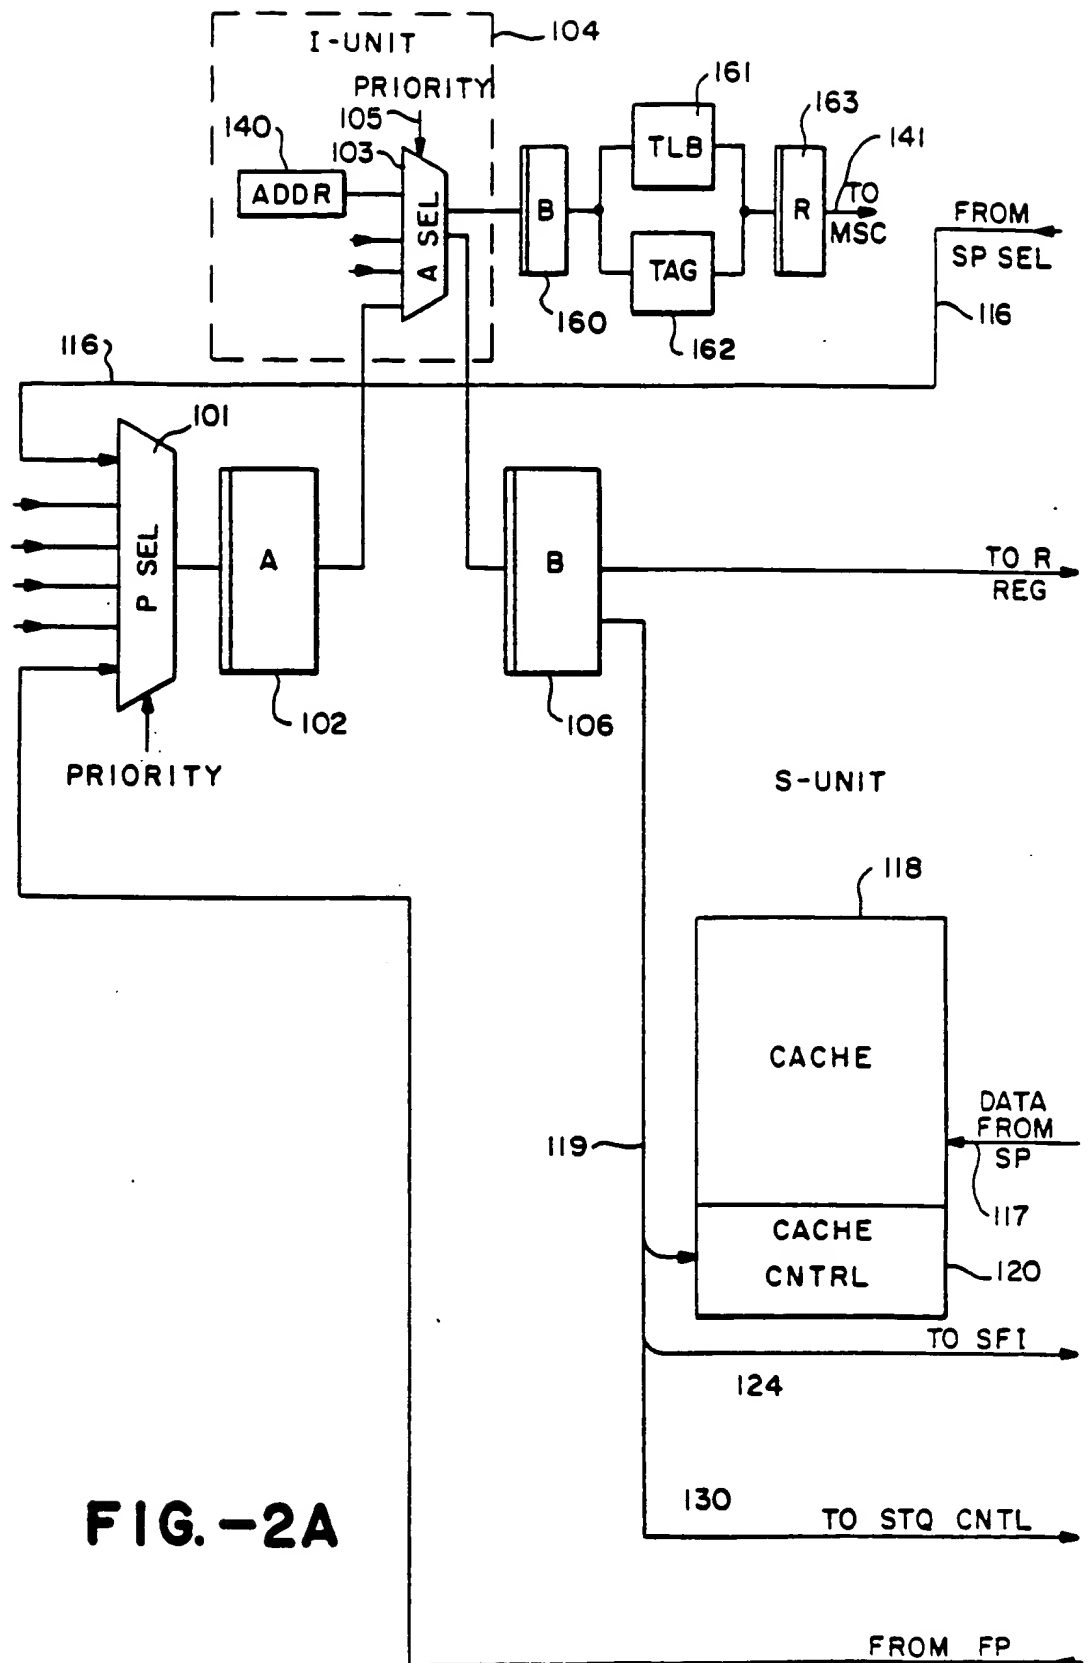 I-UNIT
104
PRIORITY
105
103
140
ADDR
A SEL
B
160
161
TLB
TAG
162
163
R
141
TO
MSC
FROM
SP SEL
116
116
101
P SEL
PRIORITY
A
102
B
106
TO R
REG
S-UNIT
118
CACHE
DATA
FROM
SP
117
119
CACHE
CNTRL
120
TO SFI
124
130
TO STQ CNTL
FIG.-2A
FROM FP